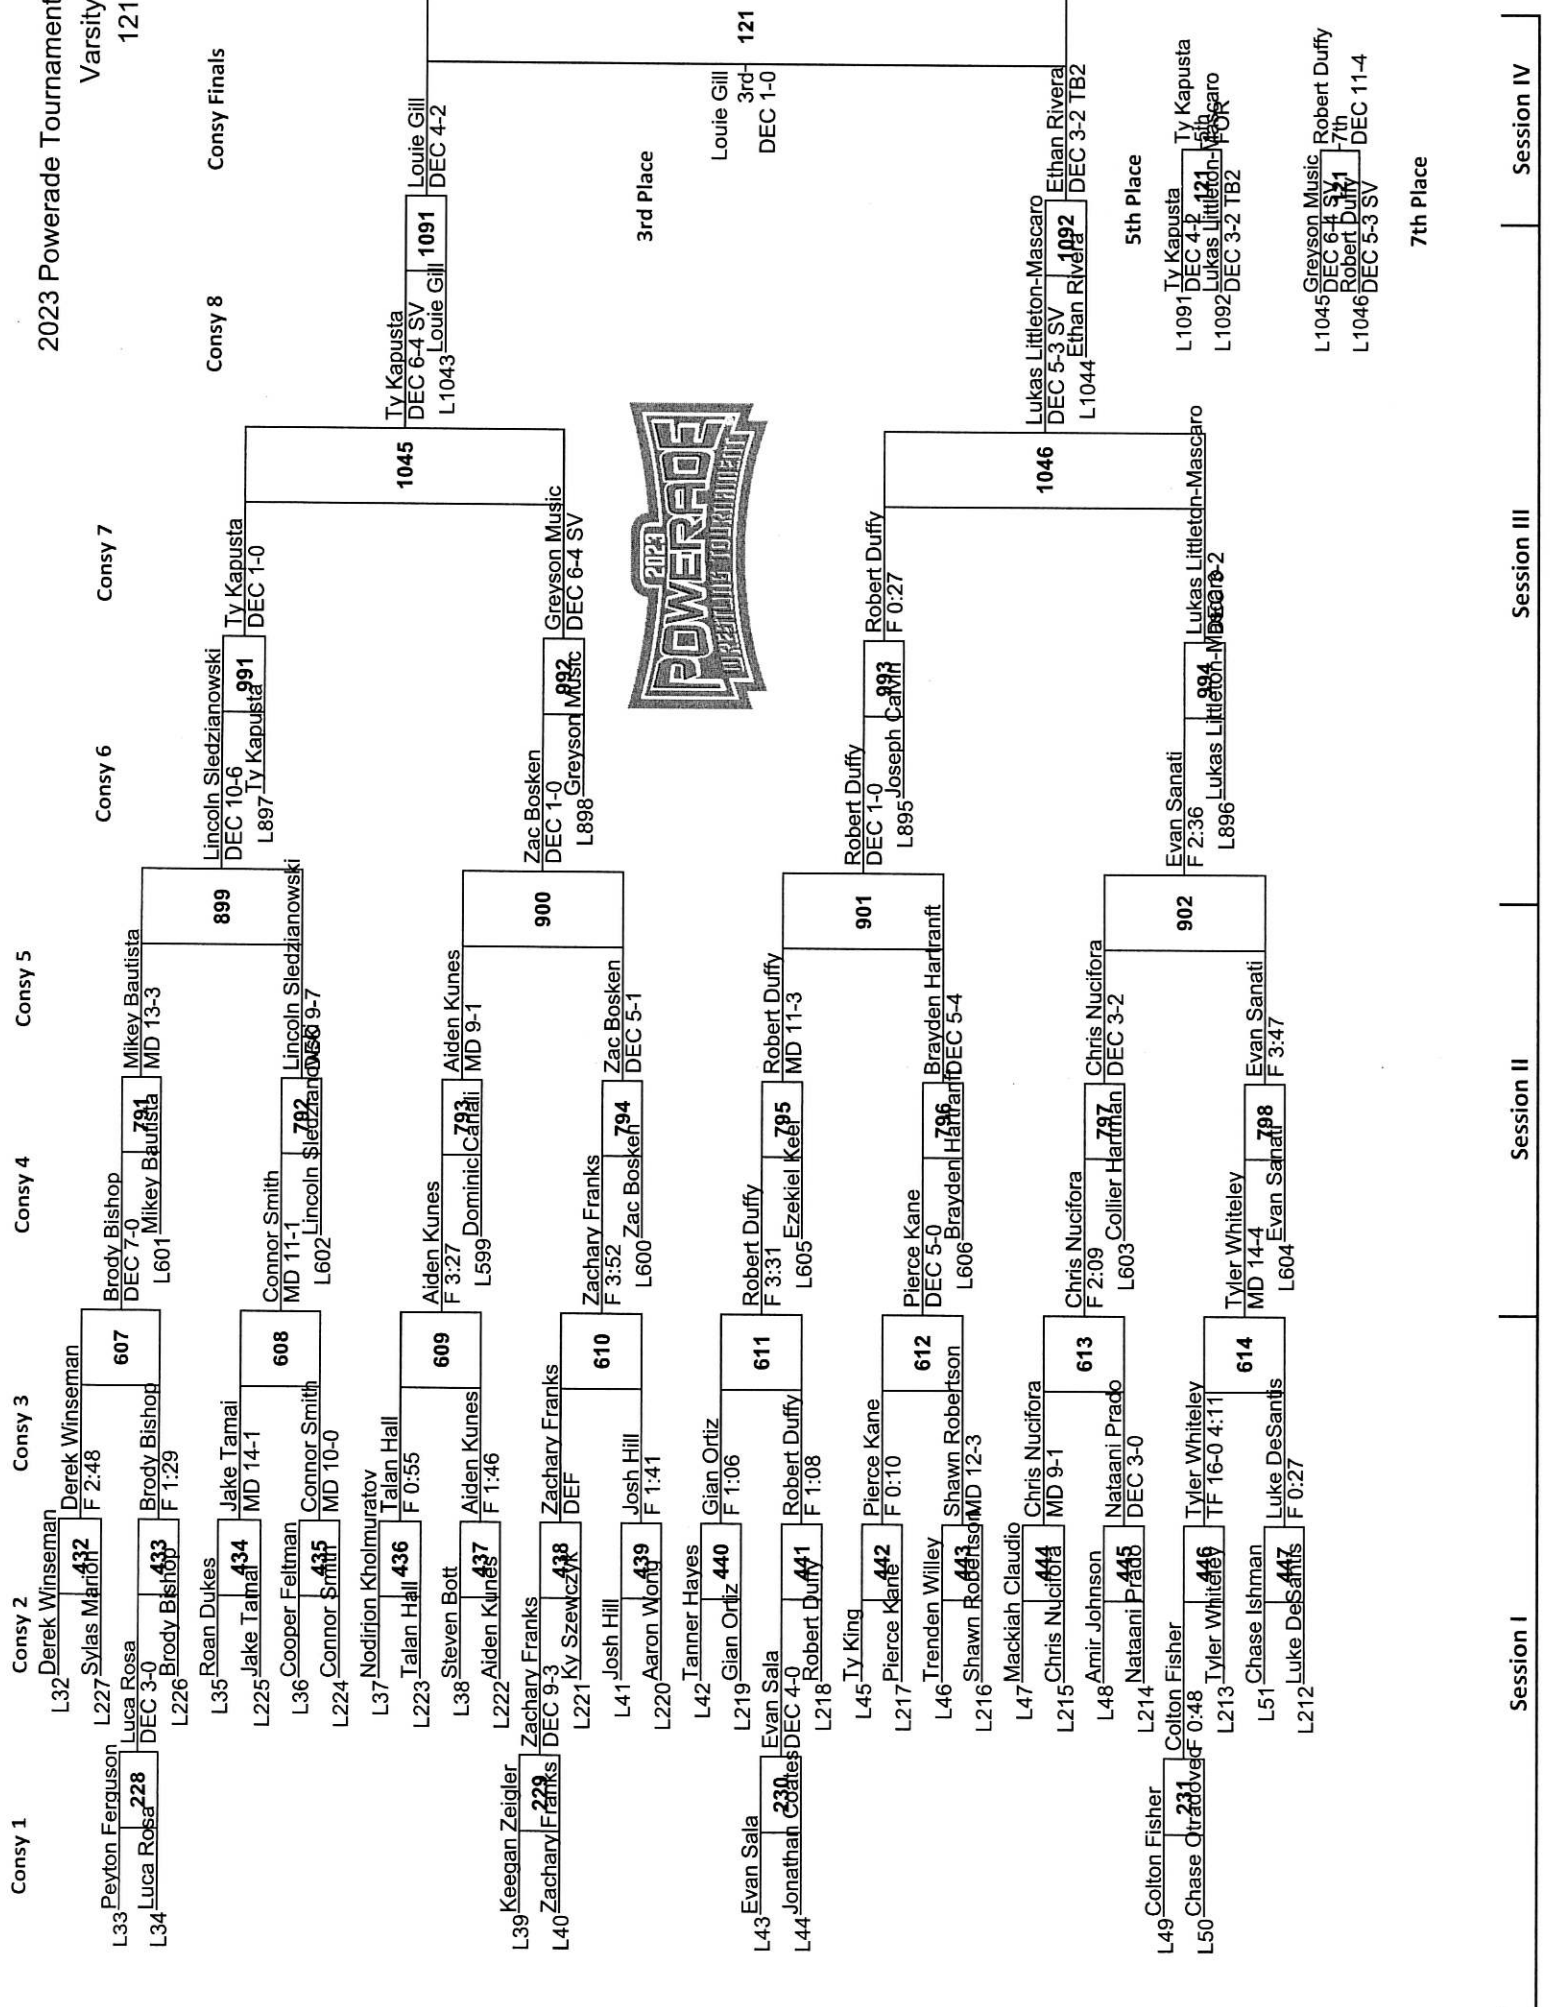 2023 Powerade Tournament
Varsity
121
Consy 1
Consy 2
Consy 3
Consy 4
Consy 5
Consy 6
Consy 7
Consy 8
Consy Finals
L33 Peyton Ferguson
228
L34 Luca Rosa
L39 Keegan Zeigler
229
L40 Zachary Franks
L43 Evan Sala
230
L44 Jonathan Coates
L49 Colton Fisher
231
L50 Chase Otradovec
L32 Derek Winseman
432
L227 Sylas Marion
Luca Rosa
DEC 3-0
433
L226 Brody Bishop
L35 Roan Dukes
434
L225 Jake Tamai
L36 Cooper Feltman
435
L224 Connor Smith
L37 Nodirjon Kholmuratov
436
L223 Talan Hall
L38 Steven Bott
437
L222 Aiden Kunes
Zachary Franks
DEC 9-3
438
L221 Ky Szewczyk
L41 Josh Hill
439
L220 Aaron Wong
L42 Tanner Hayes
440
L219 Gian Ortiz
Evan Sala
DEC 4-0
441
L218 Robert Duffy
L45 Ty King
442
L217 Pierce Kane
L46 Trenden Willey
443
L216 Shawn Robertson
L47 Mackiah Claudio
444
L215 Chris Nucifora
L48 Amir Johnson
445
L214 Nataani Prado
Colton Fisher
F 0:48
446
L213 Tyler Whiteley
L51 Chase Ishman
447
L212 Luke DeSantis
Derek Winseman
F 2:48
607
Brody Bishop
F 1:29
Jake Tamai
MD 14-1
608
Connor Smith
MD 10-0
Talan Hall
F 0:55
609
Aiden Kunes
F 1:46
Zachary Franks
DEF
610
Josh Hill
F 1:41
Gian Ortiz
F 1:06
611
Robert Duffy
F 1:08
Pierce Kane
F 0:10
612
Shawn Robertson
MD 12-3
Chris Nucifora
MD 9-1
613
Nataani Prado
DEC 3-0
Tyler Whiteley
TF 16-0 4:11
614
Luke DeSantis
F 0:27
Brody Bishop
DEC 7-0
791
L601 Mikey Bautista
Connor Smith
MD 11-1
792
L602 Lincoln Sledzianowski
Aiden Kunes
F 3:27
793
L599 Dominic Canali
Zachary Franks
F 3:52
794
L600 Zac Bosken
Robert Duffy
F 3:31
795
L605 Ezekiel Keel
Pierce Kane
DEC 5-0
796
L606 Brayden Hartranft
Chris Nucifora
F 2:09
797
L603 Collier Hartman
Tyler Whiteley
MD 14-4
798
L604 Evan Sanati
Mikey Bautista
MD 13-3
899
Lincoln Sledzianowski
DEC 9-7
Aiden Kunes
MD 9-1
900
Zac Bosken
DEC 5-1
Robert Duffy
MD 11-3
901
Brayden Hartranft
DEC 5-4
Chris Nucifora
DEC 3-2
902
Evan Sanati
F 3:47
Lincoln Sledzianowski
DEC 10-6
991
L897 Ty Kapusta
Zac Bosken
DEC 1-0
992
L898 Greyson Music
Robert Duffy
DEC 1-0
993
L895 Joseph Calvin
Evan Sanati
F 2:36
994
L896 Lukas Littleton-Mascaro
Ty Kapusta
DEC 1-0
1045
Greyson Music
DEC 6-4 SV
Robert Duffy
F 0:27
1046
Lukas Littleton-Mascaro
DEC 3-2
2023
POWERADE
WRESTLING TOURNAMENT
Ty Kapusta
DEC 6-4 SV
1091
L1043 Louie Gill
Lukas Littleton-Mascaro
DEC 5-3 SV
1092
L1044 Ethan Rivera
Louie Gill
DEC 4-2
121
Ethan Rivera
DEC 3-2 TB2
Louie Gill
3rd
DEC 1-0
3rd Place
5th Place
L1091 Ty Kapusta
DEC 4-2
121
L1092 Lukas Littleton-Mascaro
DEC 3-2 TB2
Ty Kapusta
5th
FOR
L1045 Greyson Music
DEC 6-4 SV
121
L1046 Robert Duffy
DEC 5-3 SV
Robert Duffy
7th
DEC 11-4
7th Place
Session I
Session II
Session III
Session IV